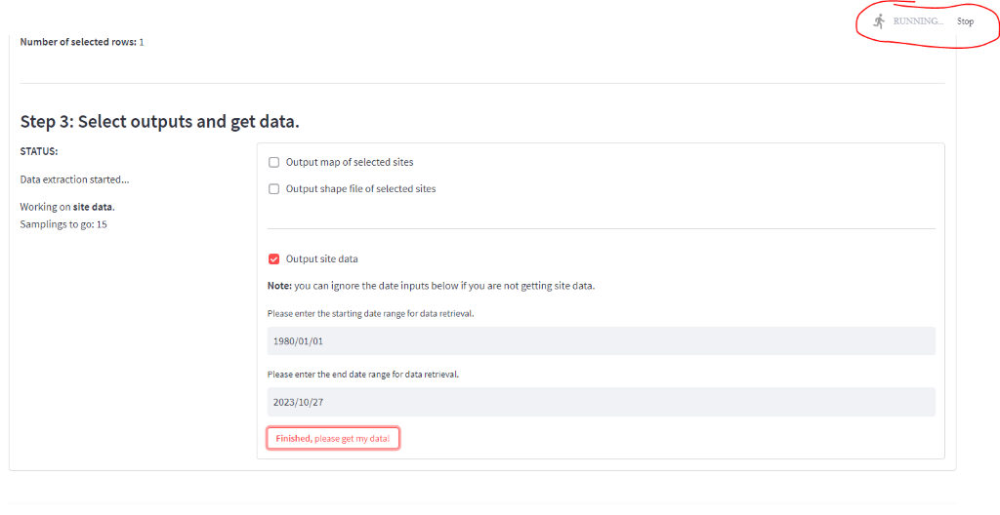 RUNNING... Stop
Number of selected rows: 1
Step 3: Select outputs and get data.
STATUS:
Data extraction started...
Working on site data.
Samplings to go: 15
Output map of selected sites
Output shape file of selected sites
Output site data
Note: you can ignore the date inputs below if you are not getting site data.
Please enter the starting date range for data retrieval.
1980/01/01
Please enter the end date range for data retrieval.
2023/10/27
Finished, please get my data!